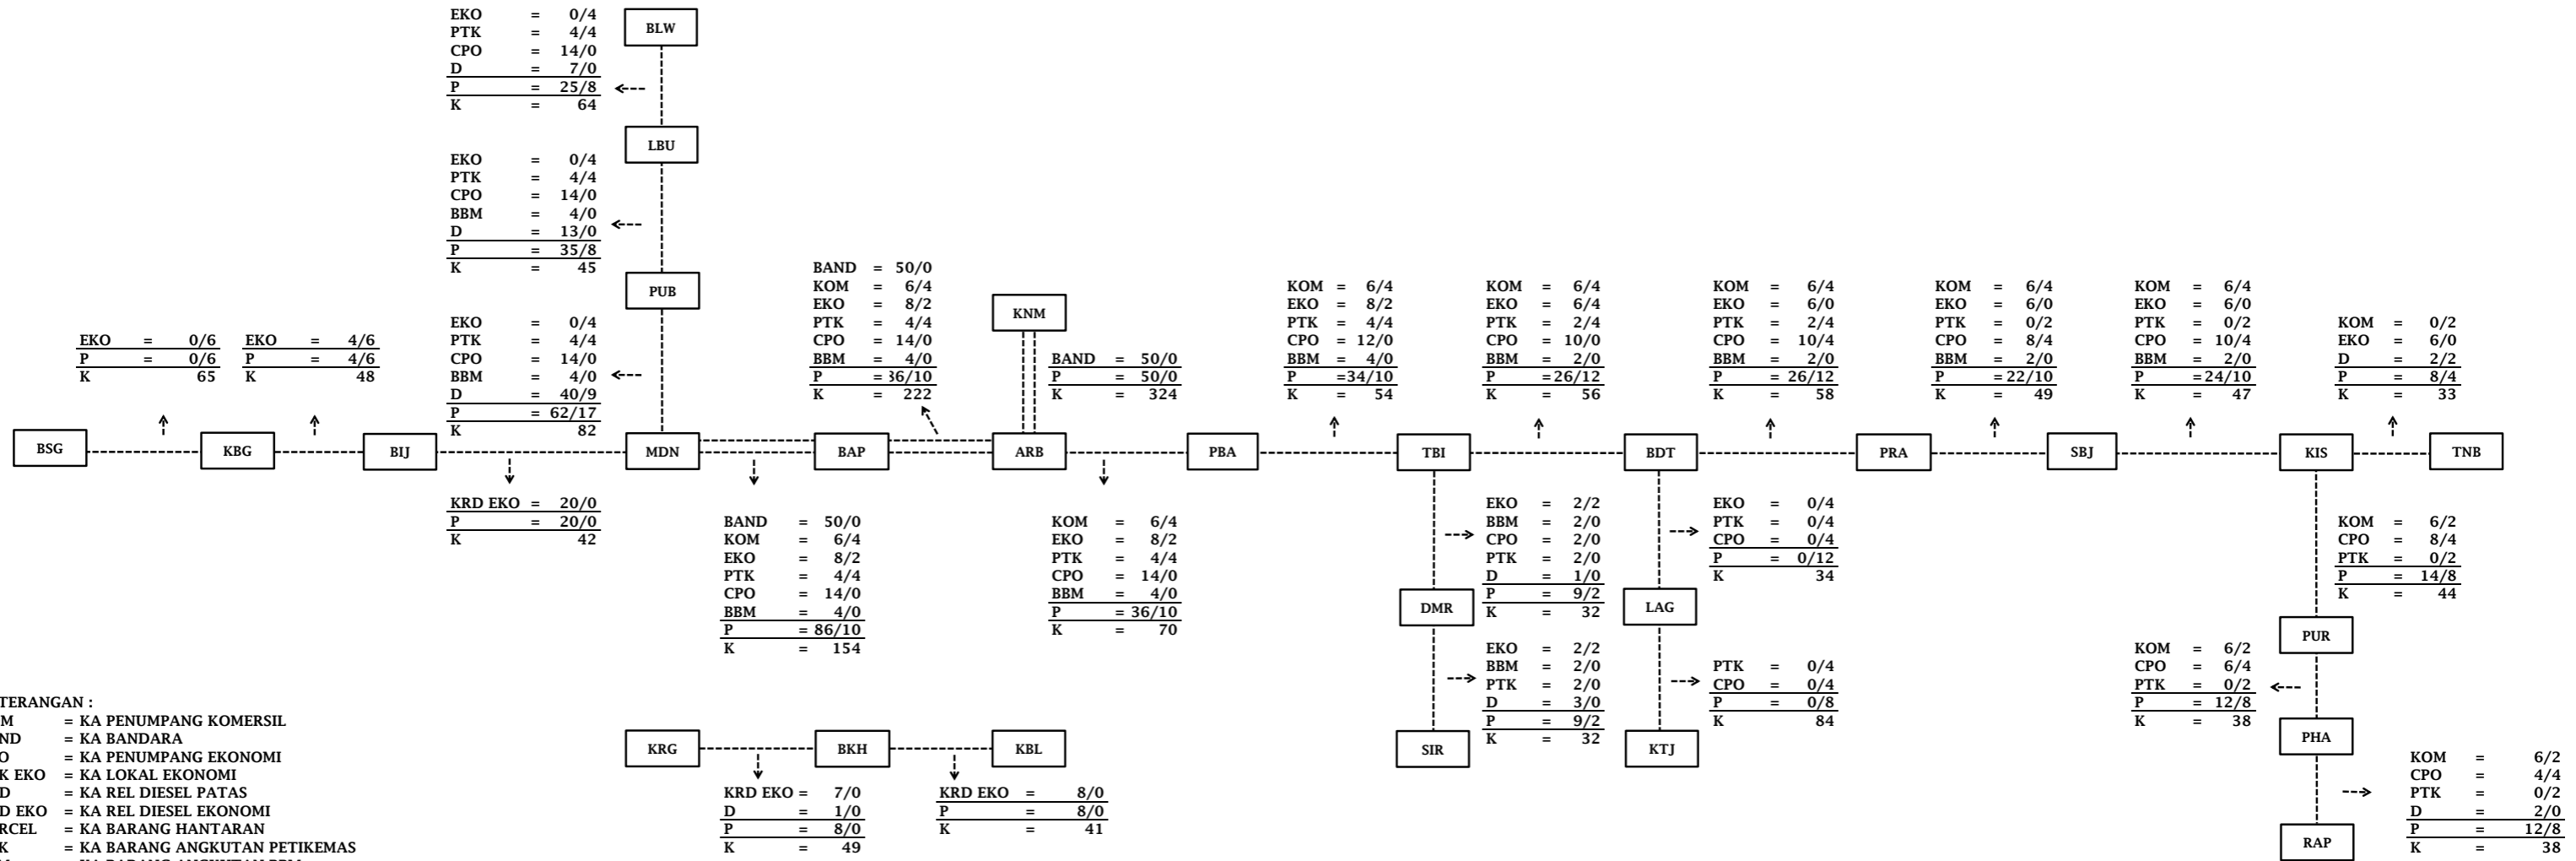 EKO = 0/4
PTK = 4/4
CPO = 14/0
D = 7/0
P = 25/8
K = 64
BLW
LBU
EKO = 0/4
PTK = 4/4
CPO = 14/0
BBM = 4/0
D = 13/0
P = 35/8
K = 45
PUB
EKO = 0/4
PTK = 4/4
CPO = 14/0
BBM = 4/0
D = 40/9
P = 62/17
K 82
EKO = 0/6
P = 0/6
K 65
EKO = 4/6
P = 4/6
K 48
BAND = 50/0
KOM = 6/4
EKO = 8/2
PTK = 4/4
CPO = 14/0
BBM = 4/0
P = 36/10
K = 222
KNM
BAND = 50/0
P = 50/0
K = 324
KOM = 6/4
EKO = 8/2
PTK = 4/4
CPO = 12/0
BBM = 4/0
P =34/10
K = 54
KOM = 6/4
EKO = 6/4
PTK = 2/4
CPO = 10/0
BBM = 2/0
P =26/12
K = 56
KOM = 6/4
EKO = 6/0
PTK = 2/4
CPO = 10/4
BBM = 2/0
P = 26/12
K = 58
KOM = 6/4
EKO = 6/0
PTK = 0/2
CPO = 8/4
BBM = 2/0
P = 22/10
K = 49
KOM = 6/4
EKO = 6/0
PTK = 0/2
CPO = 10/4
BBM = 2/0
P = 24/10
K = 47
KOM = 0/2
EKO = 6/0
D = 2/2
P = 8/4
K = 33
BSG KBG BIJ MDN BAP ARB PBA TBI BDT PRA SBJ KIS TNB
KRD EKO = 20/0
P = 20/0
K 42
BAND = 50/0
KOM = 6/4
EKO = 8/2
PTK = 4/4
CPO = 14/0
BBM = 4/0
P = 86/10
K = 154
KOM = 6/4
EKO = 8/2
PTK = 4/4
CPO = 14/0
BBM = 4/0
P = 36/10
K = 70
EKO = 2/2
BBM = 2/0
CPO = 2/0
PTK = 2/0
D = 1/0
P = 9/2
K = 32
DMR
EKO = 2/2
BBM = 2/0
PTK = 2/0
D = 3/0
P = 9/2
K = 32
SIR
EKO = 0/4
PTK = 0/4
CPO = 0/4
P = 0/12
K 34
LAG
PTK = 0/4
CPO = 0/4
P = 0/8
K 84
KTJ
KOM = 6/2
CPO = 8/4
PTK = 0/2
P = 14/8
K = 44
PUR
KOM = 6/2
CPO = 6/4
PTK = 0/2
P = 12/8
K = 38
PHA
KOM = 6/2
CPO = 4/4
PTK = 0/2
D = 2/0
P = 12/8
K = 38
RAP
KRG BKH KBL
KRD EKO = 7/0
D = 1/0
P = 8/0
K = 49
KRD EKO = 8/0
P = 8/0
K = 41
TERANGAN :
M = KA PENUMPANG KOMERSIL
ND = KA BANDARA
O = KA PENUMPANG EKONOMI
K EKO = KA LOKAL EKONOMI
D = KA REL DIESEL PATAS
D EKO = KA REL DIESEL EKONOMI
RCEL = KA BARANG HANTARAN
K = KA BARANG ANGKUTAN PETIKEMAS